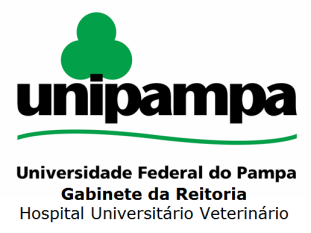 unipampa
Universidade Federal do Pampa
Gabinete da Reitoria
Hospital Universitário Veterinário